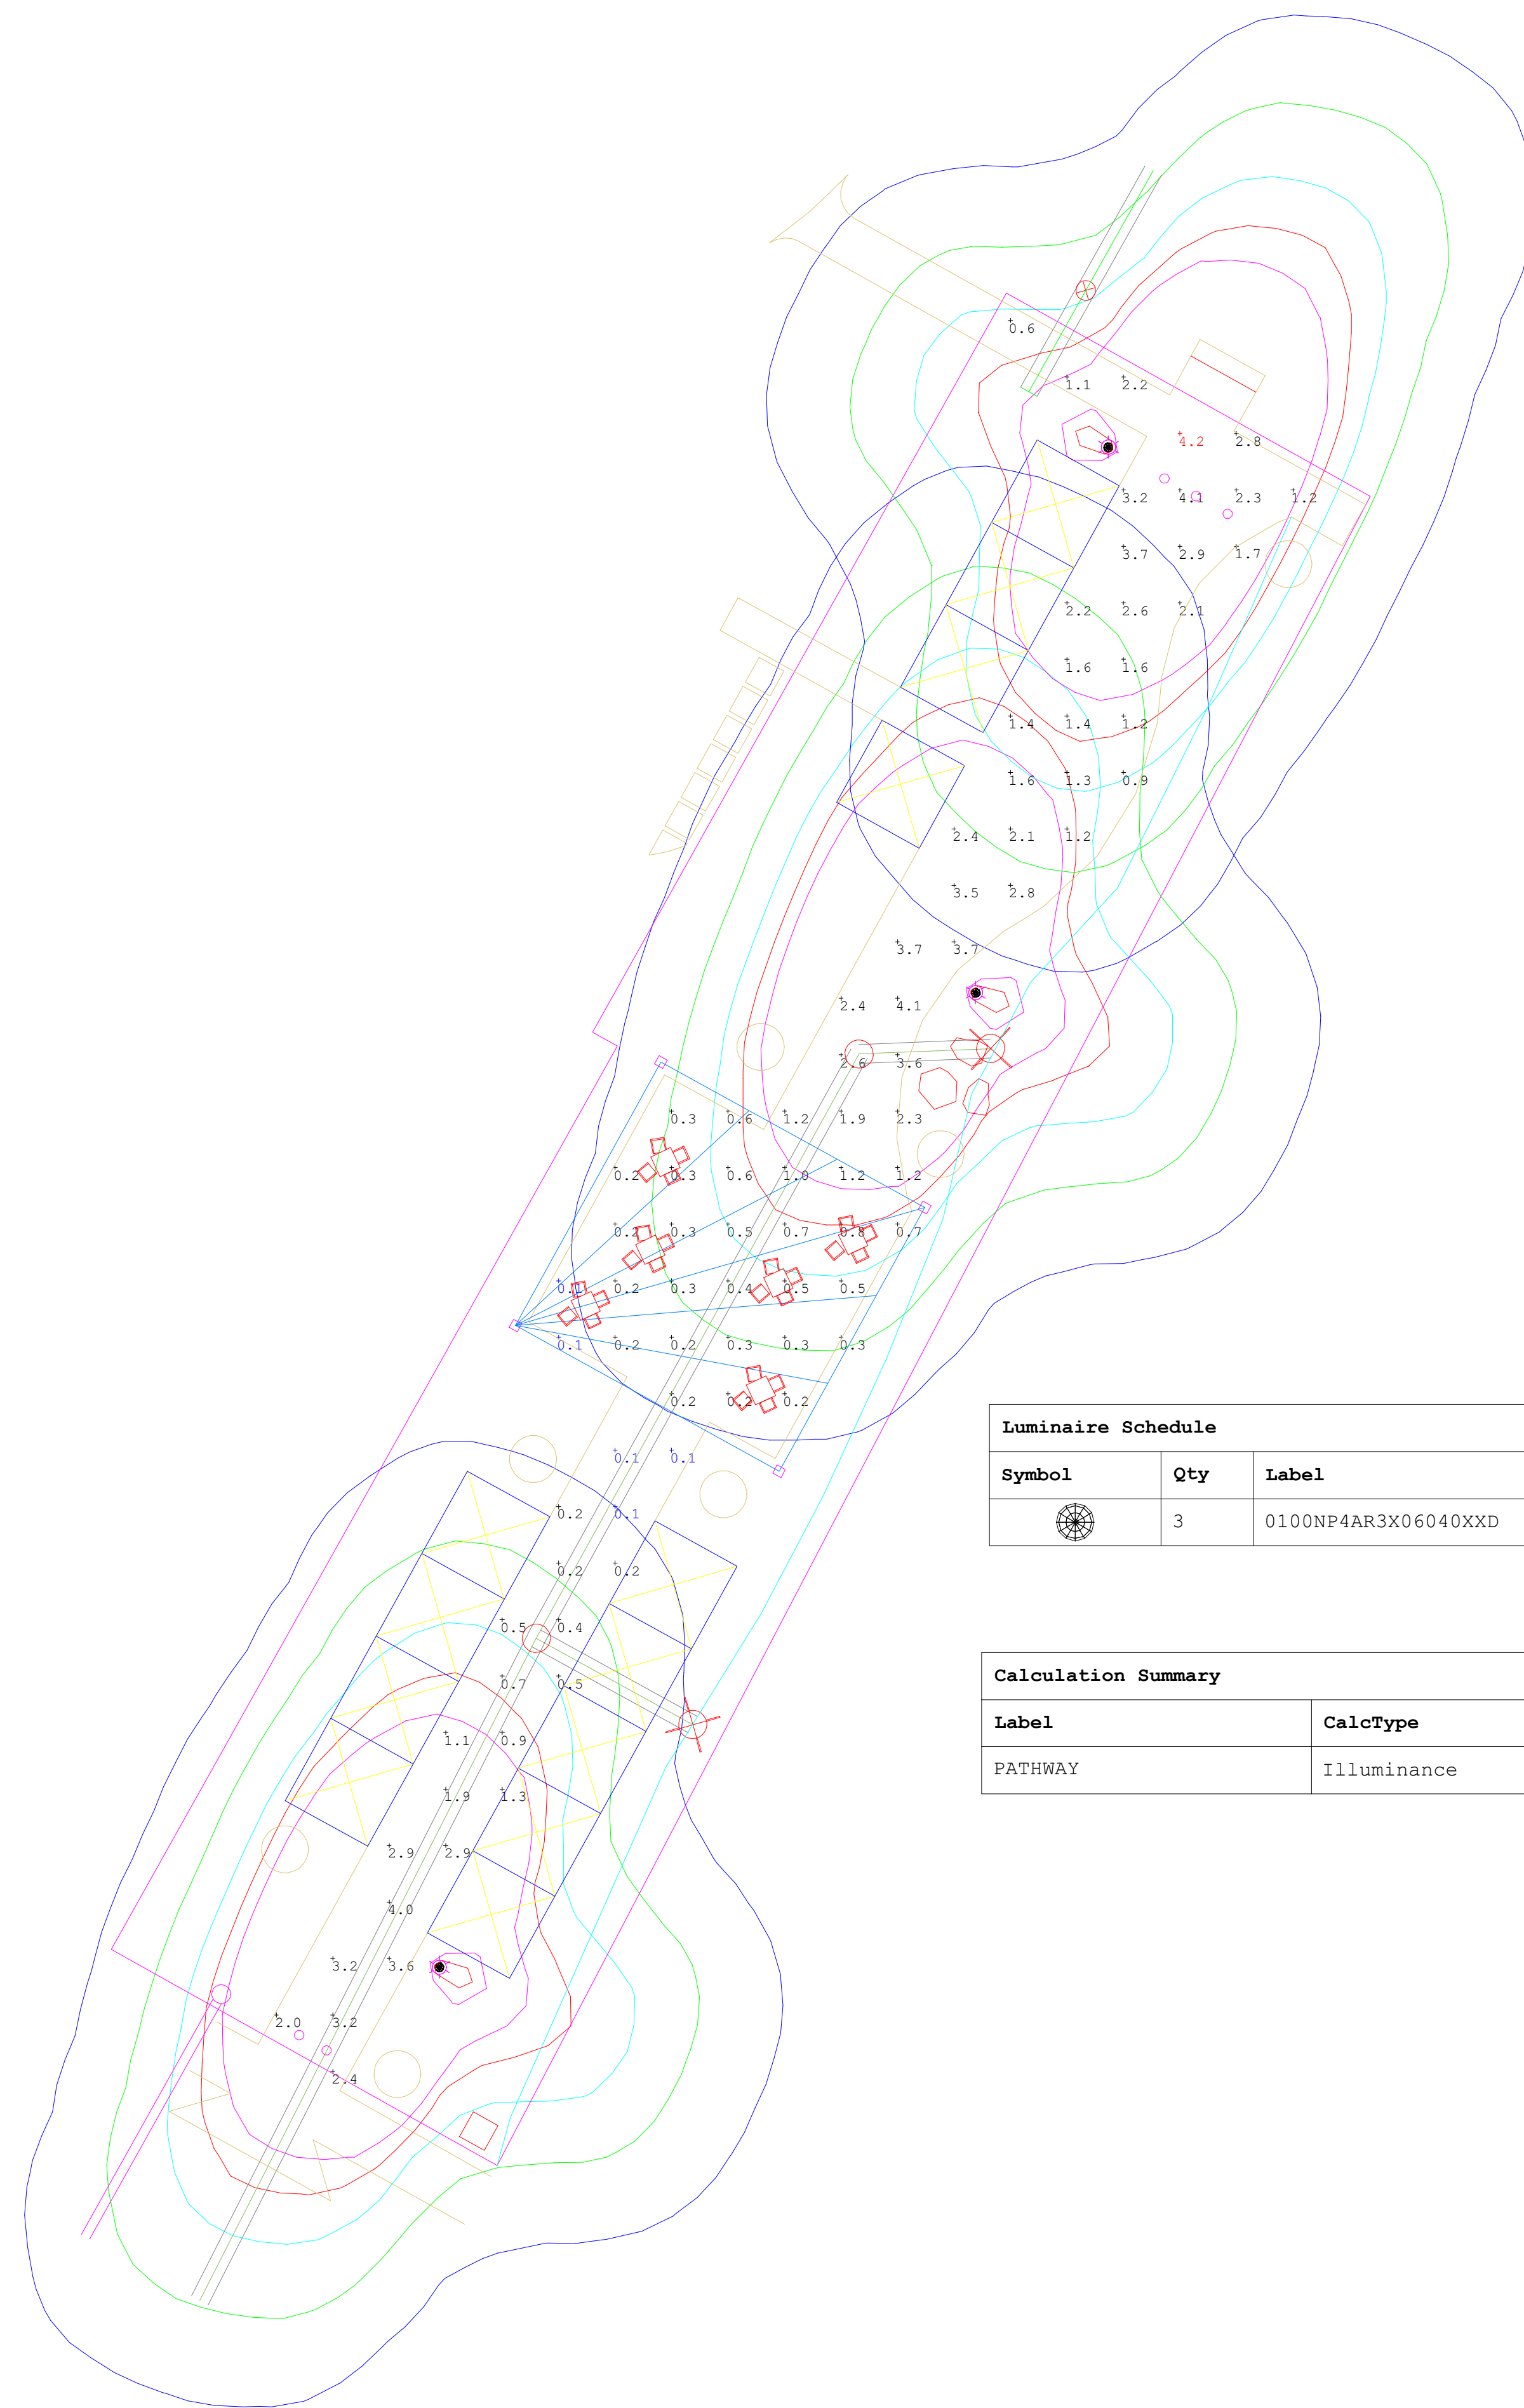 0.6
1.1 2.2
4.2 2.8
3.2 4.1 2.3 1.2
3.7 2.9 1.7
2.2 2.6 2.1
1.6 1.6
1.4 1.4 1.2
1.6 1.3 0.9
2.4 2.1 1.2
3.5 2.8
3.7 3.7
2.4 4.1
2.6 3.6
0.3 0.6 1.2 1.9 2.3
0.2 0.3 0.6 1.0 1.2 1.2
0.2 0.3 0.5 0.7 0.8 0.7
0.1 0.2 0.3 0.4 0.5 0.5
0.1 0.2 0.2 0.3 0.3 0.3
0.2 0.2 0.2
0.1 0.1
0.2 0.1
0.2 0.2
0.5 0.4
0.7 0.5
1.1 0.9
1.9 1.3
2.9 2.9
4.0
3.2 3.6
2.0 3.2
2.4
Luminaire Schedule
Symbol Qty Label
3 0100NP4AR3X06040XXD
Calculation Summary
Label CalcType
PATHWAY Illuminance